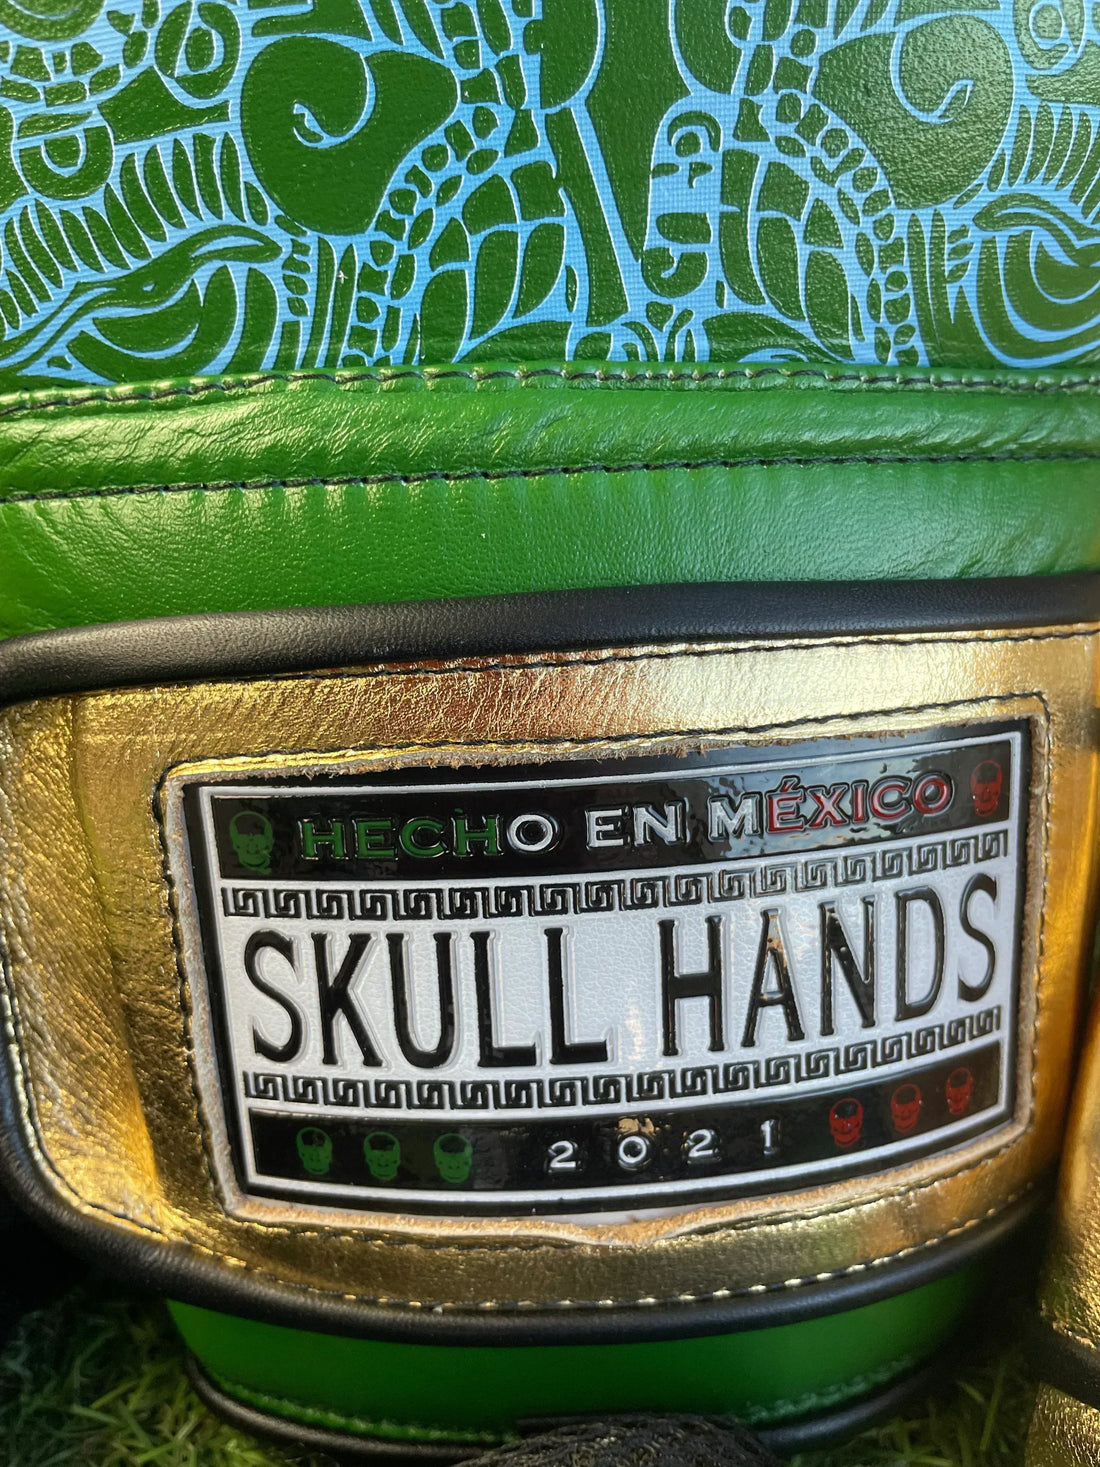 HECHO EN MÉXICO
SKULL HANDS
2021